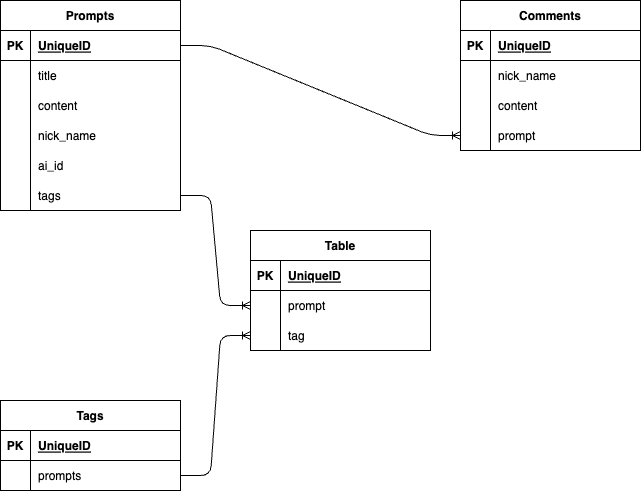 Prompts
PK UniqueID
title
content
nick_name
ai_id
tags
Comments
PK UniqueID
nick_name
content
prompt
Table
PK UniqueID
prompt
tag
Tags
PK UniqueID
prompts